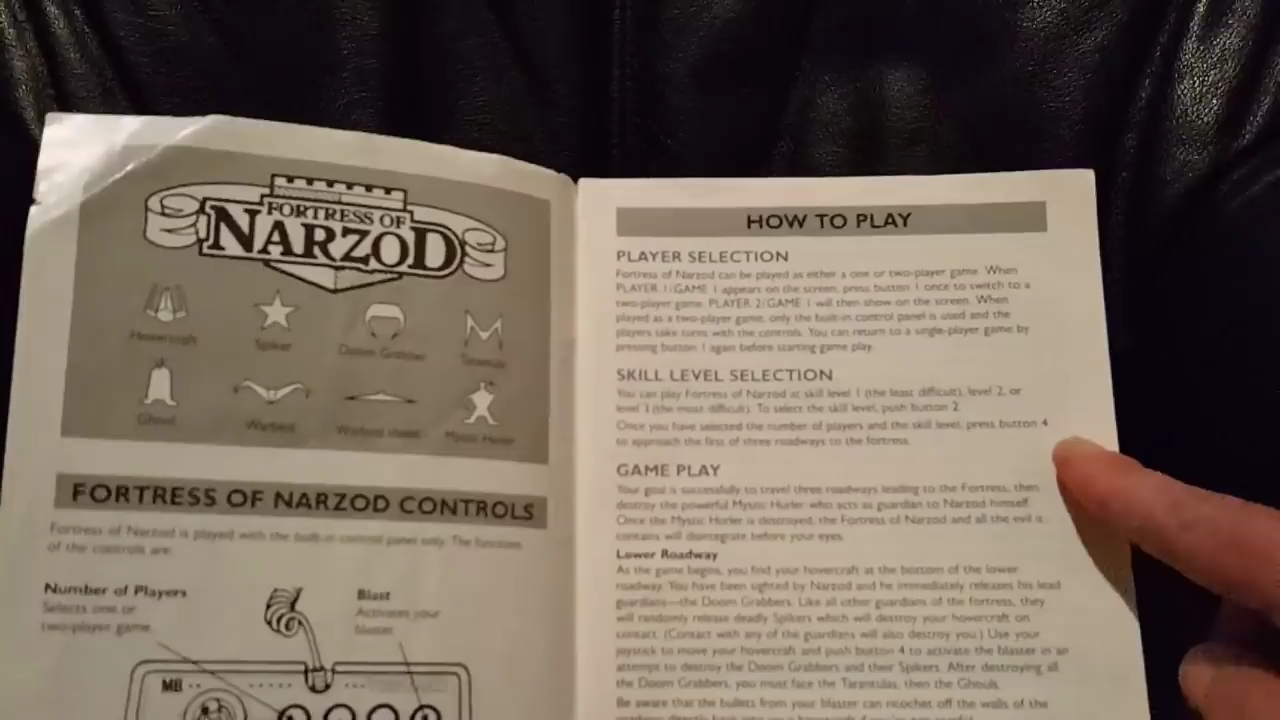 FORTRESS OF
NARZOD
Hovercraft
Spiker
Doom Grabber
Tarantula
Ghoul
Warbird
Mystic Hurler
FORTRESS OF NARZOD CONTROLS
Fortress of Narzod is played with the built-in control panel only. The functions
of the controls are:
Number of Players
Selects one or
two-player game
Blast
Activates your
blaster
MB
HOW TO PLAY
PLAYER SELECTION
Fortress of Narzod can be played as either a one or two-player game. When
PLAYER 1/GAME 1 appears on the screen, press button 1 once to switch to a
two-player game. PLAYER 2/GAME 1 will then show on the screen. When
played as a two-player game, only the built-in control panel is used and the
players take turns with the controls. You can return to a single-player game by
pressing button 1 again before starting game play.
SKILL LEVEL SELECTION
You can play Fortress of Narzod at skill level 1 (the least difficult), level 2, or
level 3 (the most difficult). To select the skill level, push button 2.
Once you have selected the number of players and the skill level, press button 4
to approach the first of three roadways to the fortress.
GAME PLAY
Your goal is successfully to travel three roadways leading to the Fortress, then
destroy the powerful Mystic Hurler who acts as guardian to Narzod himself.
Once the Mystic Hurler is destroyed, the Fortress of Narzod and all the evil it
contains will disintegrate before your eyes.
Lower Roadway
As the game begins, you find your hovercraft at the bottom of the lower
roadway. You have been sighted by Narzod and he immediately releases his lead
guardians—the Doom Grabbers. Like all other guardians of the fortress, they
will randomly release deadly Spikers which will destroy your hovercraft on
contact. (Contact with any of the guardians will also destroy you.) Use your
joystick to move your hovercraft and push button 4 to activate the blaster in an
attempt to destroy the Doom Grabbers and their Spikers. After destroying all
the Doom Grabbers, you must face the Tarantulas, then the Ghouls.
Be aware that the bullets from your blaster can ricochet off the walls of the